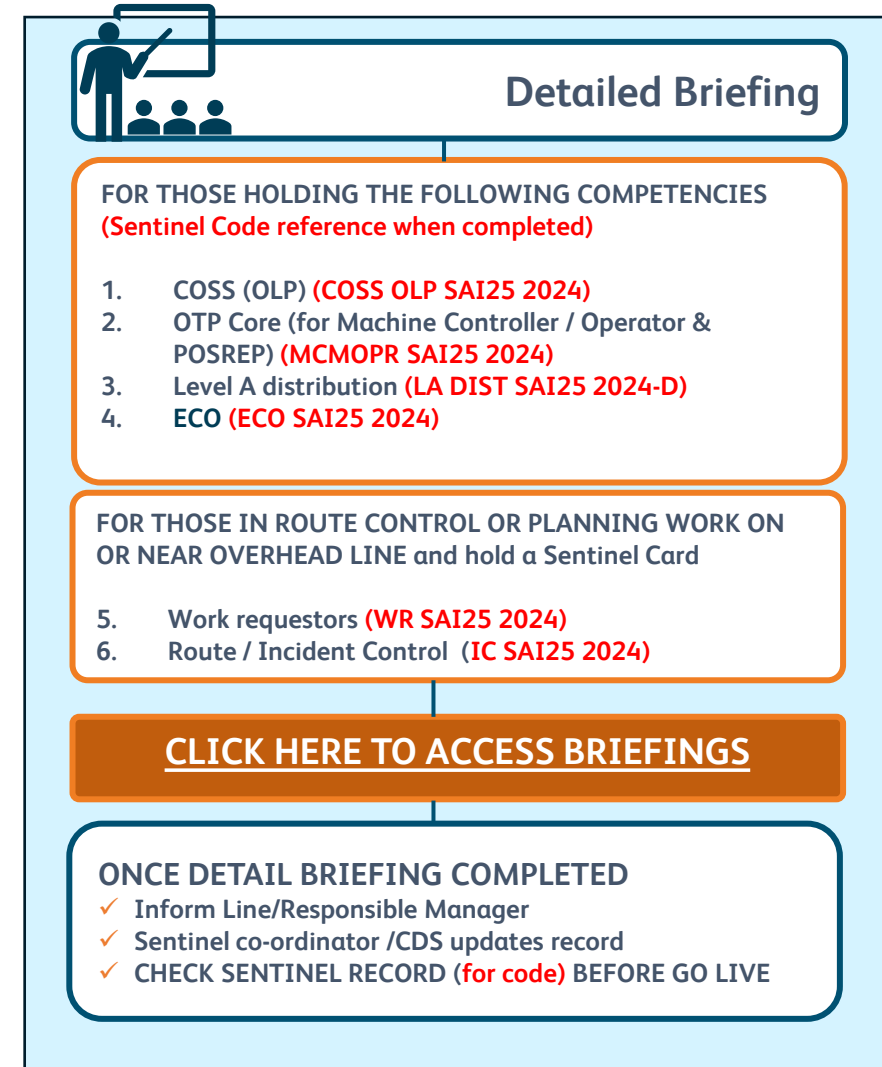 Detailed Briefing
FOR THOSE HOLDING THE FOLLOWING COMPETENCIES
(Sentinel Code reference when completed)
1. COSS (OLP) (COSS OLP SAI25 2024)
2. OTP Core (for Machine Controller / Operator &
POSREP) (MCMOPR SAI25 2024)
3. Level A distribution (LA DIST SAI25 2024-D)
4. ECO (ECO SAI25 2024)
FOR THOSE IN ROUTE CONTROL OR PLANNING WORK ON
OR NEAR OVERHEAD LINE and hold a Sentinel Card
5. Work requestors (WR SAI25 2024)
6. Route / Incident Control (IC SAI25 2024)
CLICK HERE TO ACCESS BRIEFINGS
ONCE DETAIL BRIEFING COMPLETED
✓ Inform Line/Responsible Manager
✓ Sentinel co-ordinator /CDS updates record
✓ CHECK SENTINEL RECORD (for code) BEFORE GO LIVE